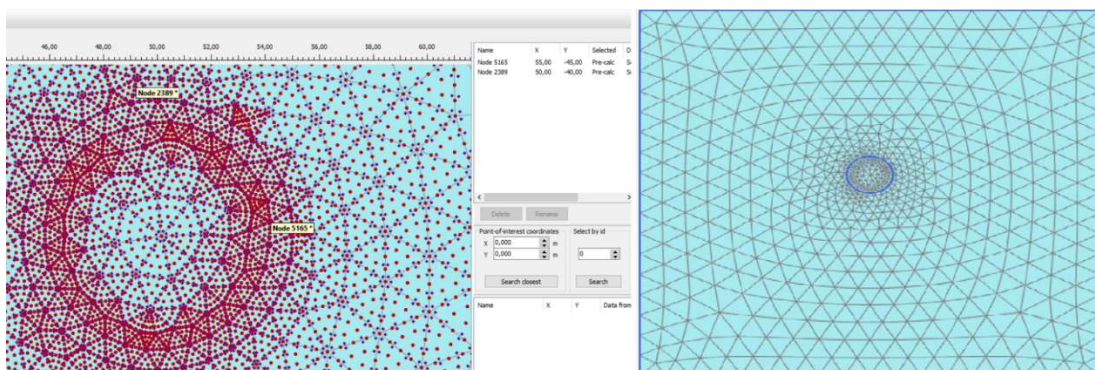 46,00 48,00 50,00 52,00 54,00 56,00 58,00 60,00
Name X Y Selected
Node 5165 55,00 -45,00 Pre-calc
Node 2389 50,00 -40,00 Pre-calc
Node 2389 *
Node 5165 *
Delete Rename
Point-of-interest coordinates Select by id
X 0,000 m 0
Y 0,000 m
Search closest Search
Name X Y Data from